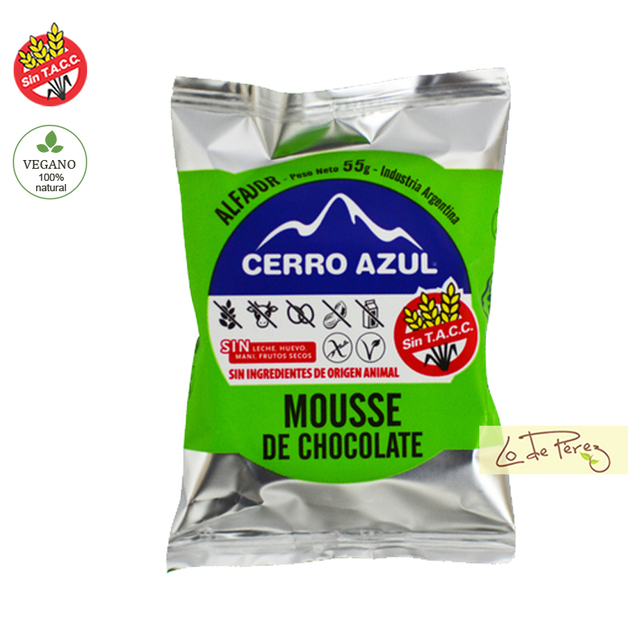 Sin T.A.C.C.
VEGANO
100%
natural
ALFAJOR - Peso Neto 55g - Industria Argentina
CERRO AZUL®
SIN LECHE, HUEVO,
MANI, FRUTOS SECOS
Sin T.A.C.C.
SIN INGREDIENTES DE ORIGEN ANIMAL
MOUSSE
DE CHOCOLATE
Lo de Pérez